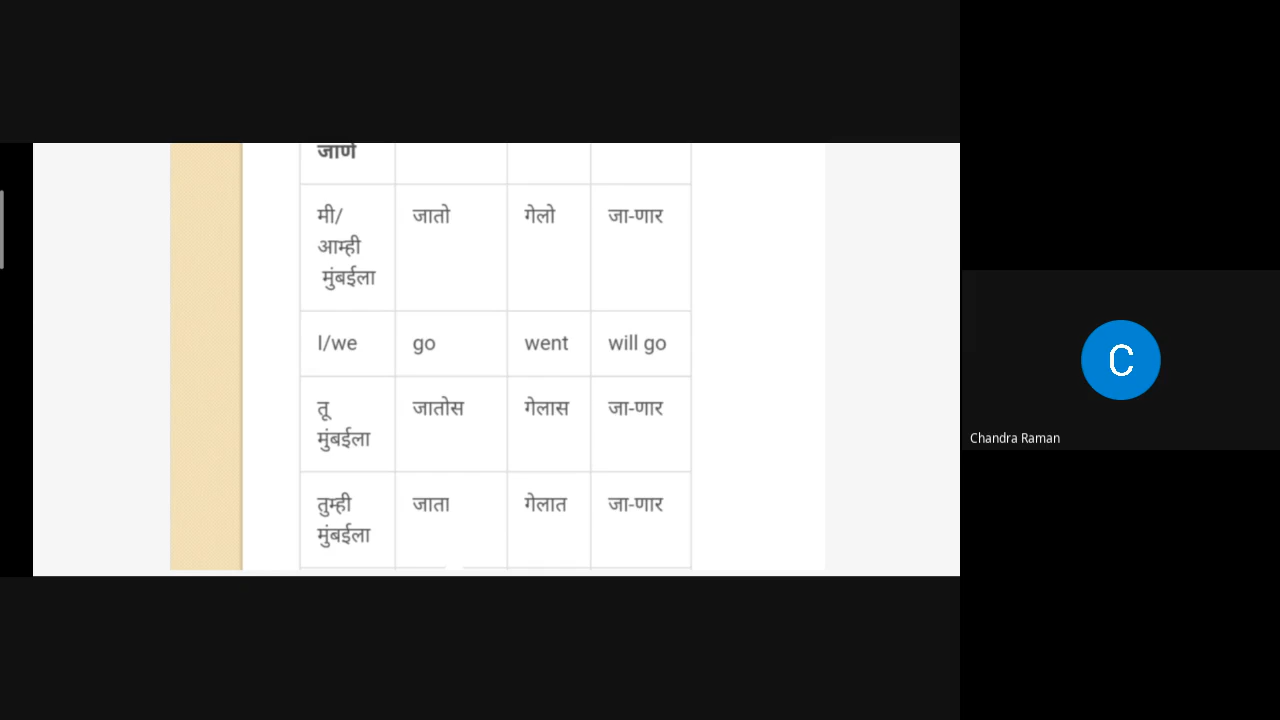 जाणे
मी/ जातो गेलो जा-णार
आम्ही
मुंबईला
I/we go went will go
तू जातोस गेलास जा-णार
मुंबईला
तुम्ही जाता गेलात जा-णार
मुंबईला
C
Chandra Raman